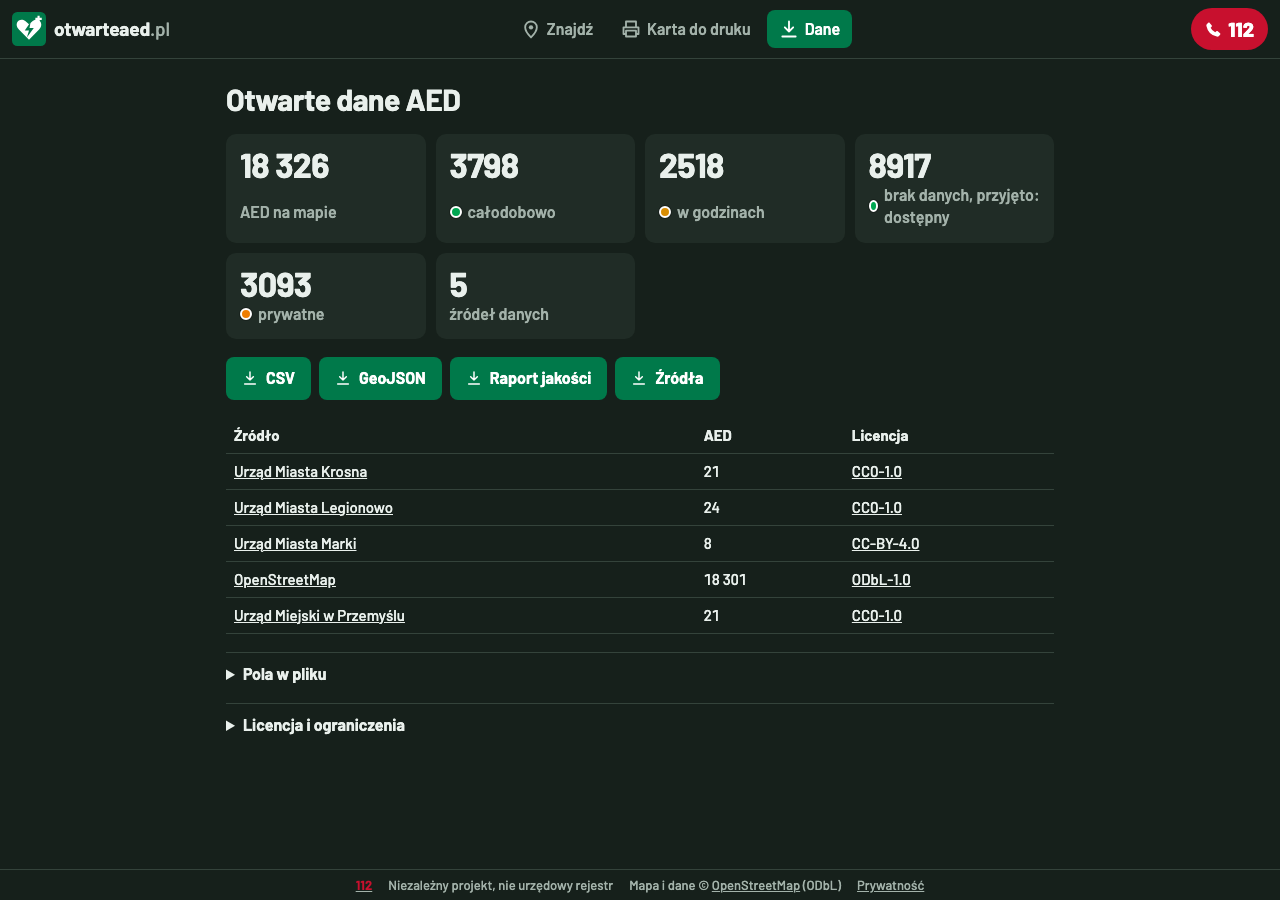 otwarteaed.pl
Znajdź
Karta do druku
Dane
112
Otwarte dane AED
18 326
AED na mapie
3798
całodobowo
2518
w godzinach
8917
brak danych, przyjęto:
dostępny
3093
prywatne
5
źródeł danych
CSV
GeoJSON
Raport jakości
Źródła
Źródło AED Licencja
Urząd Miasta Krosna 21 CC0-1.0
Urząd Miasta Legionowo 24 CC0-1.0
Urząd Miasta Marki 8 CC-BY-4.0
OpenStreetMap 18 301 ODbL-1.0
Urząd Miejski w Przemyślu 21 CC0-1.0
Pola w pliku
Licencja i ograniczenia
112 Niezależny projekt, nie urzędowy rejestr Mapa i dane © OpenStreetMap (ODbL) Prywatność